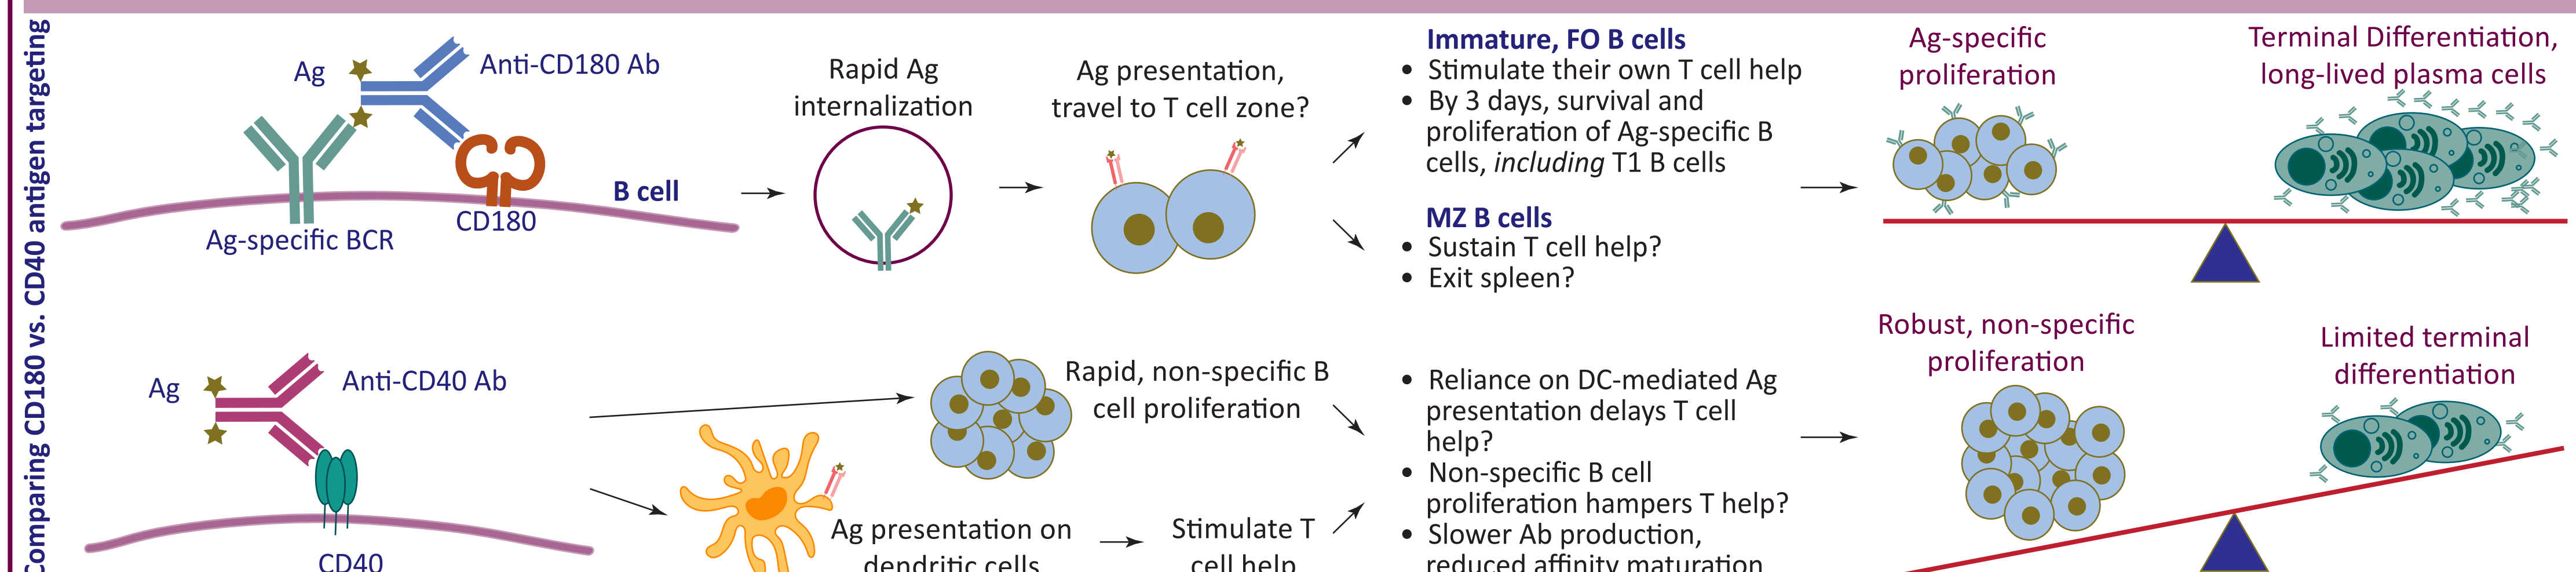 Comparing CD180 vs. CD40 antigen targeting
Ag
Anti-CD180 Ab
B cell
CD180
Ag-specific BCR
Rapid Ag
internalization
Ag presentation,
travel to T cell zone?
Immature, FO B cells
• Stimulate their own T cell help
• By 3 days, survival and
proliferation of Ag-specific B
cells, including T1 B cells
MZ B cells
• Sustain T cell help?
• Exit spleen?
Ag-specific
proliferation
Terminal Differentiation,
long-lived plasma cells
Ag
Anti-CD40 Ab
CD40
Rapid, non-specific B
cell proliferation
Ag presentation on
dendritic cells
Stimulate T
cell help
• Reliance on DC-mediated Ag
presentation delays T cell
help?
• Non-specific B cell
proliferation hampers T help?
• Slower Ab production,
reduced affinity maturation
Robust, non-specific
proliferation
Limited terminal
differentiation